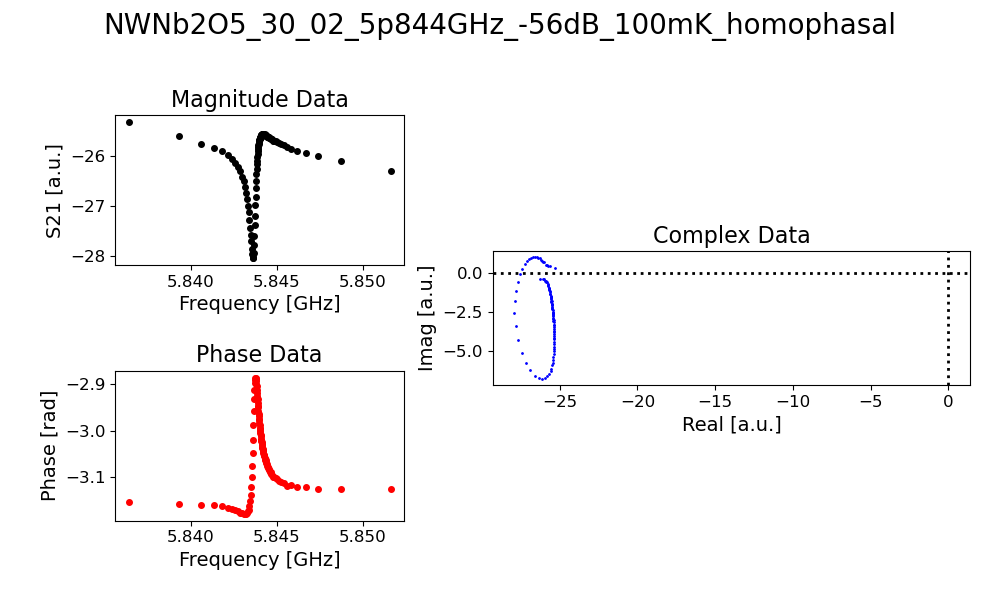 NWNb2O5_30_02_5p844GHz_-56dB_100mK_homophasal
Magnitude Data
S21 [a.u.]
−26
−27
−28
5.840 5.845 5.850
Frequency [GHz]
Phase Data
Phase [rad]
−2.9
−3.0
−3.1
5.840 5.845 5.850
Frequency [GHz]
Complex Data
Imag [a.u.]
0.0
−2.5
−5.0
−25 −20 −15 −10 −5 0
Real [a.u.]